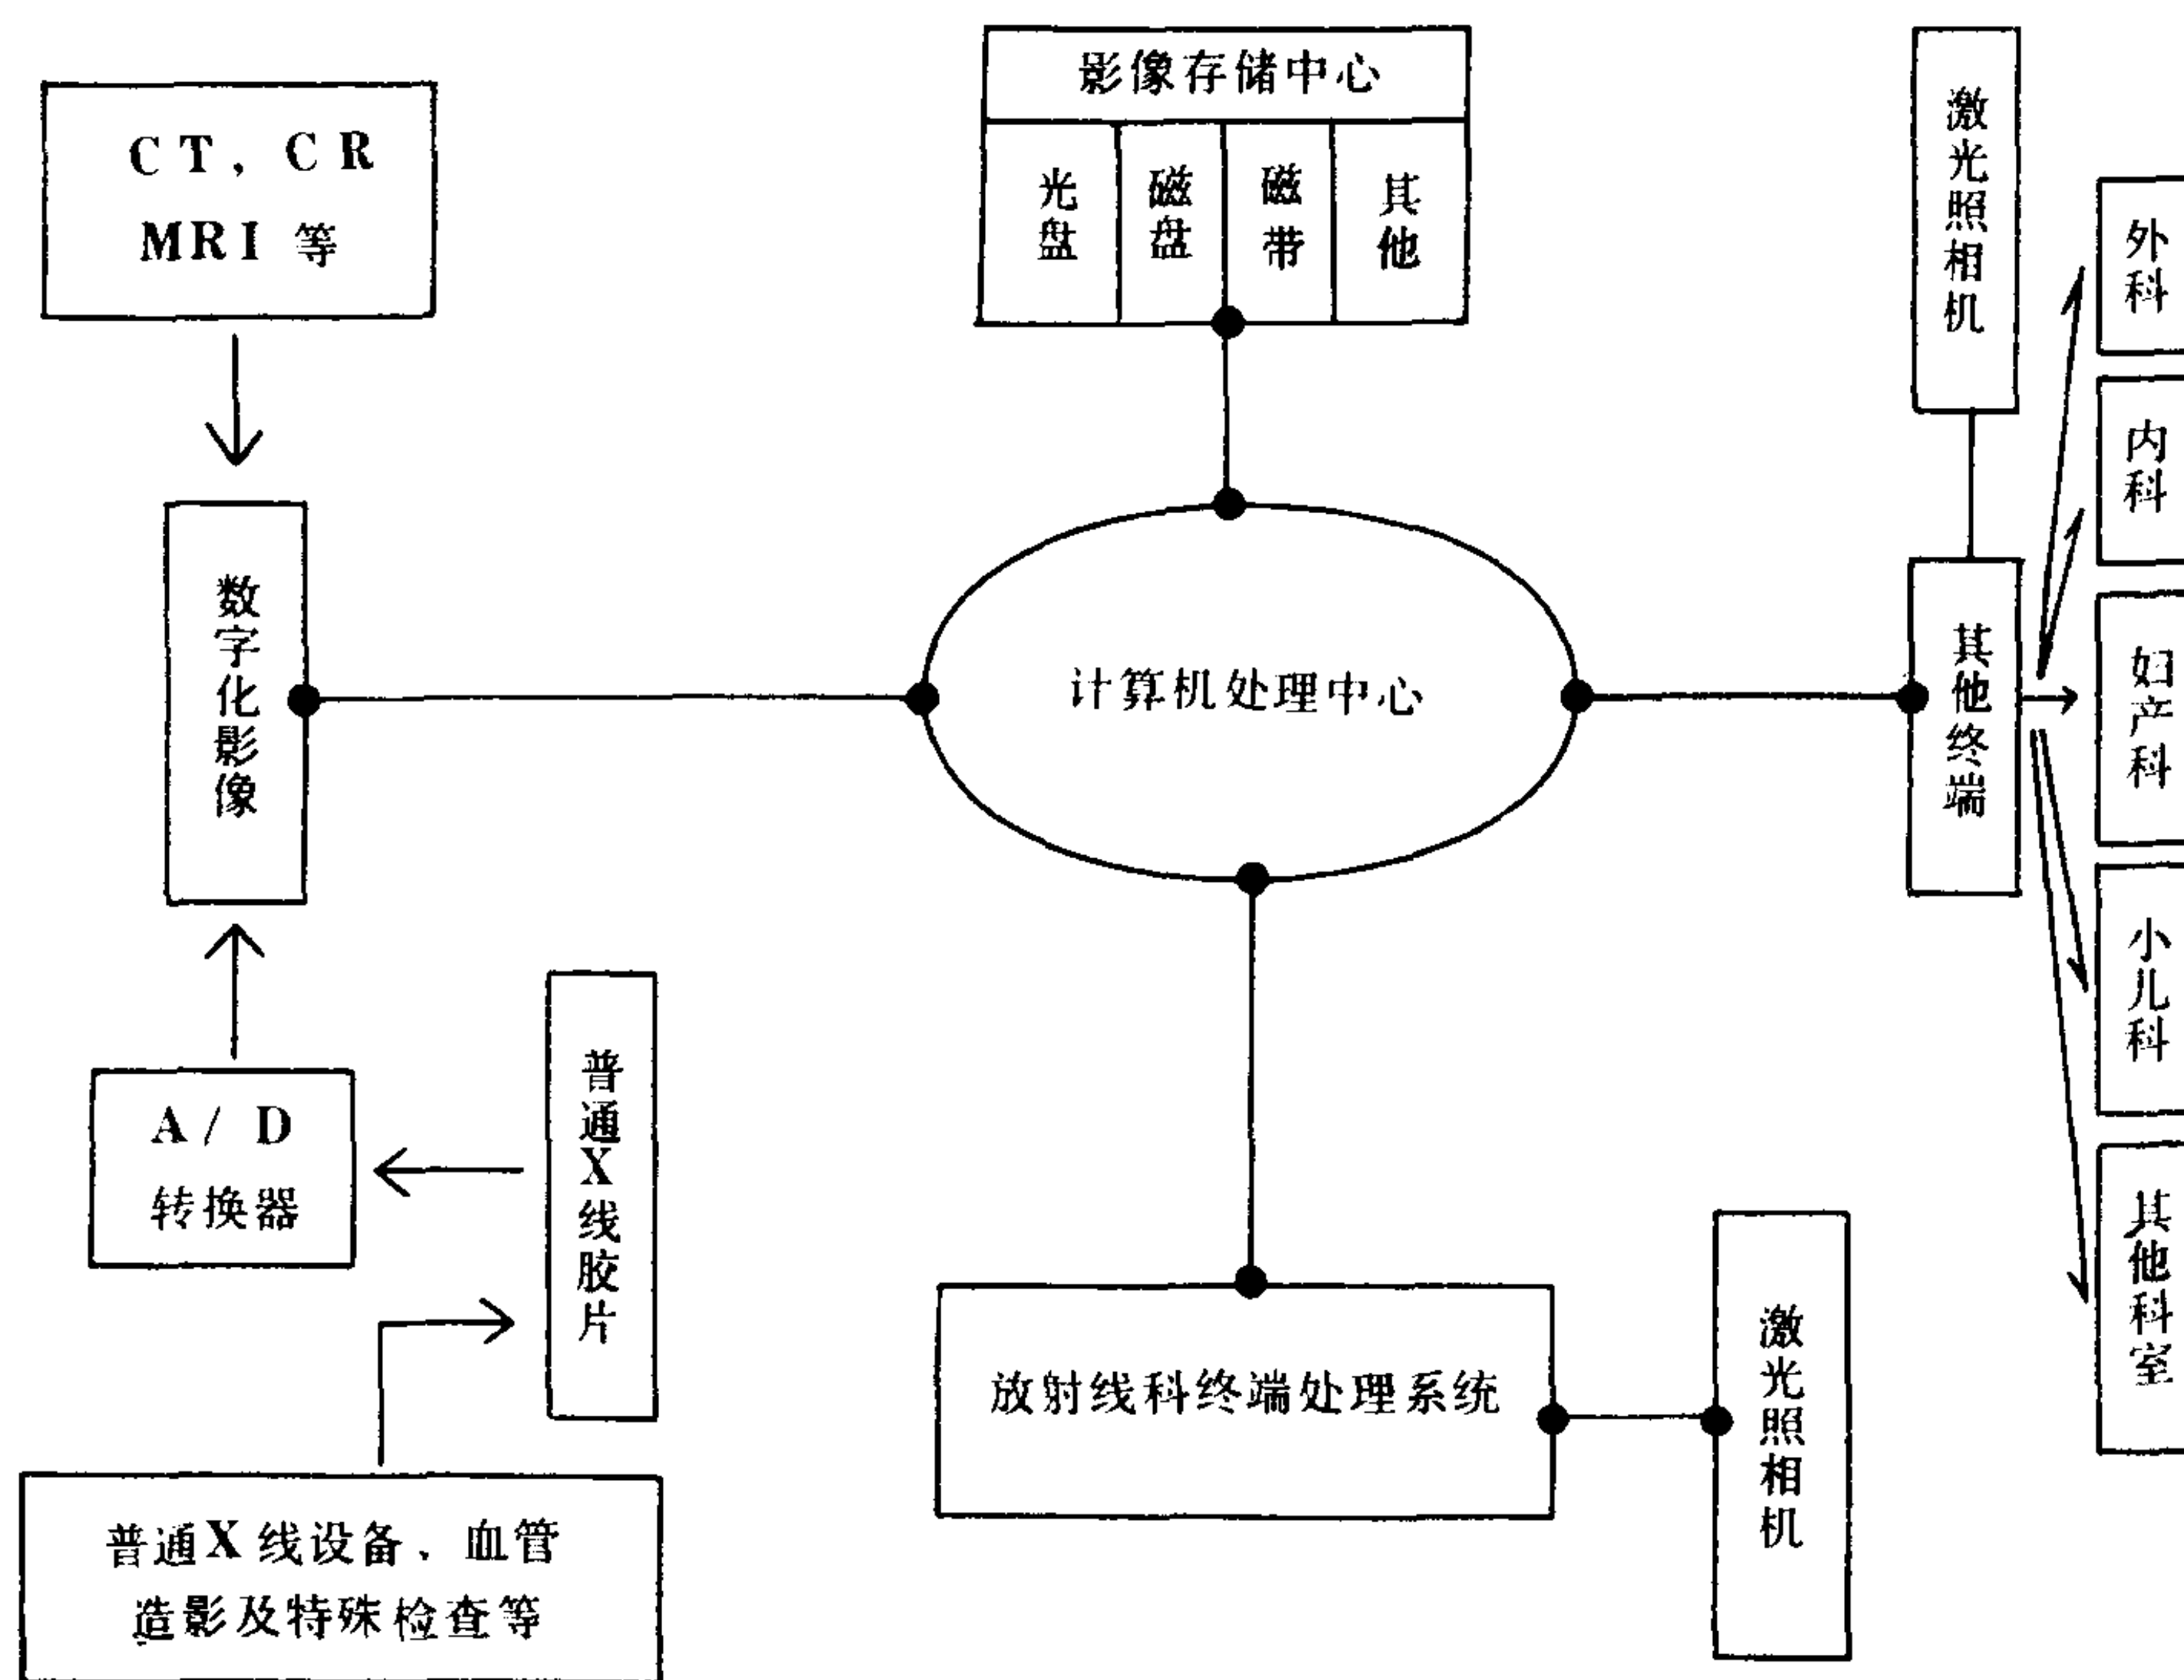 影像存储中心
光盘
磁盘
磁带
其他
CT、CR
MRI 等
激光照相机
外科
内科
数字化影像
计算机处理中心
其他终端
妇产科
小儿科
A/D
转换器
普通X线胶片
其他科室
放射线科终端处理系统
激光照相机
普通X线设备、血管
造影及特殊检查等